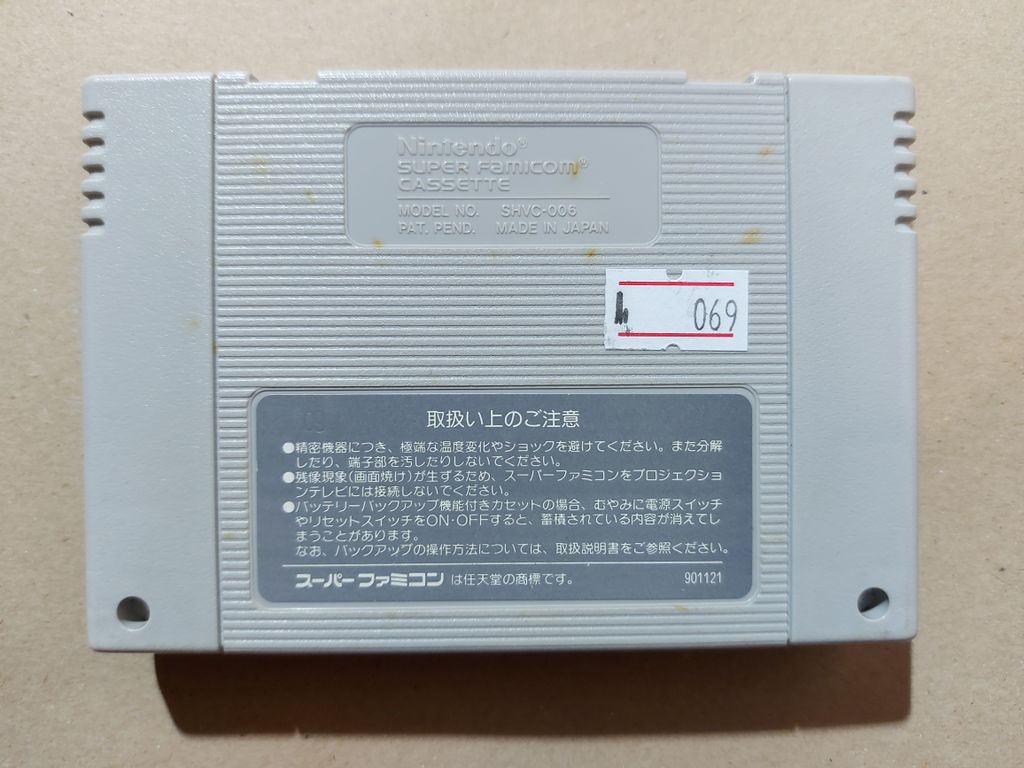 Nintendo®
SUPER FAMICOM®
CASSETTE
MODEL NO. SHVC-006
PAT. PEND. MADE IN JAPAN
069
取扱い上のご注意
●精密機器につき、極端な温度変化やショックを避けてください。また分解
したり、端子部を汚したりしないでください。
●残像現象(画面焼け)が生ずるため、スーパーファミコンをプロジェクショ
ンテレビには接続しないでください。
●バッテリーバックアップ機能付きカセットの場合、むやみに電源スイッチ
やリセットスイッチをON・OFFすると、蓄積されている内容が消えてし
まうことがあります。
なお、バックアップの操作方法については、取扱説明書をご参照ください。
スーパーファミコン は任天堂の商標です。 901121